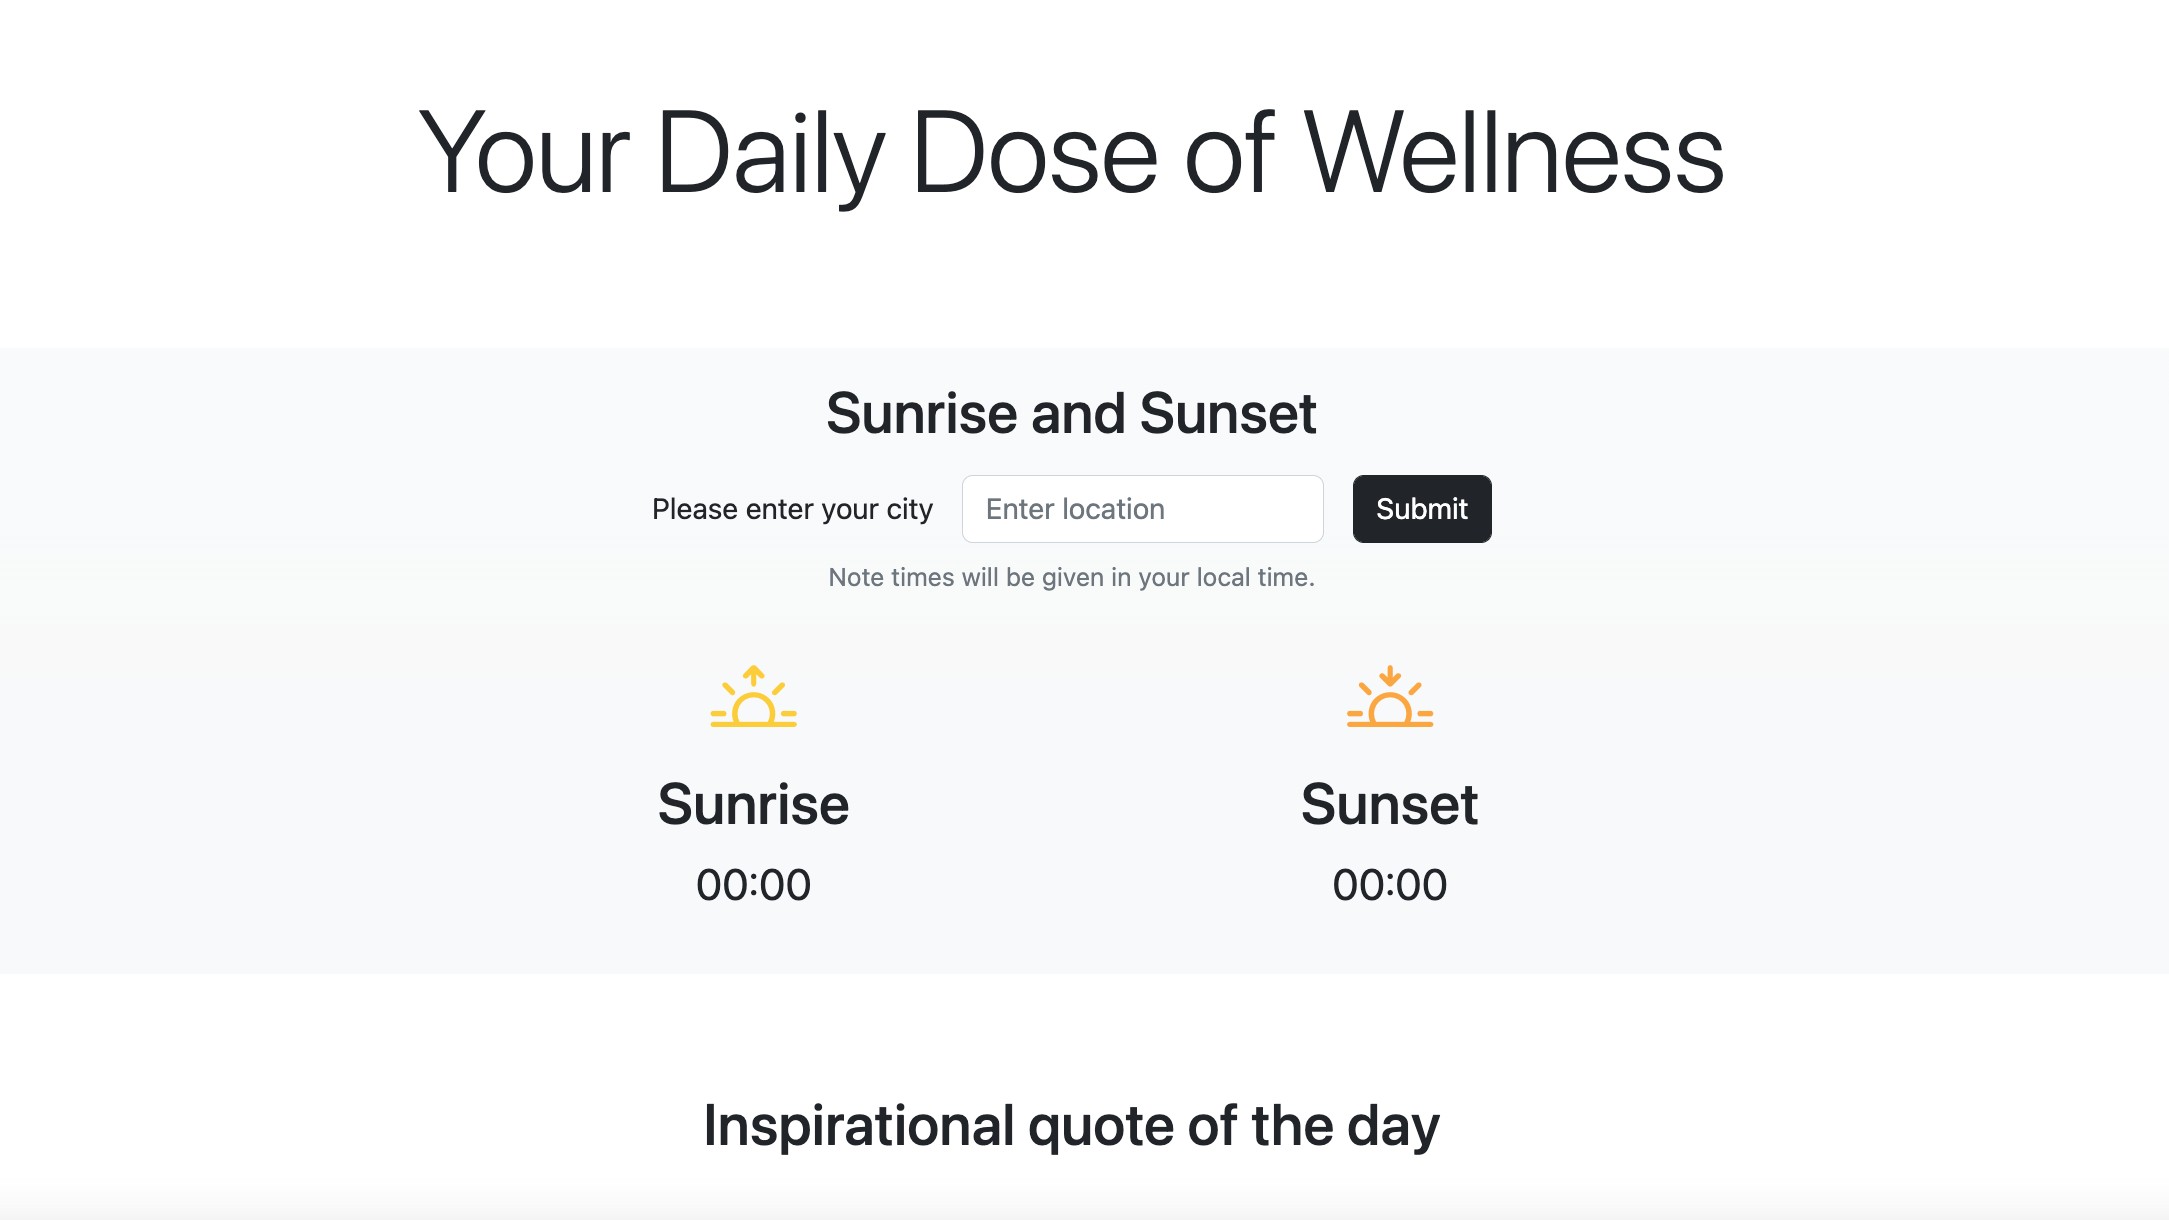 Your Daily Dose of Wellness
Sunrise and Sunset
Please enter your city Enter location Submit
Note times will be given in your local time.
Sunrise Sunset
00:00 00:00
Inspirational quote of the day